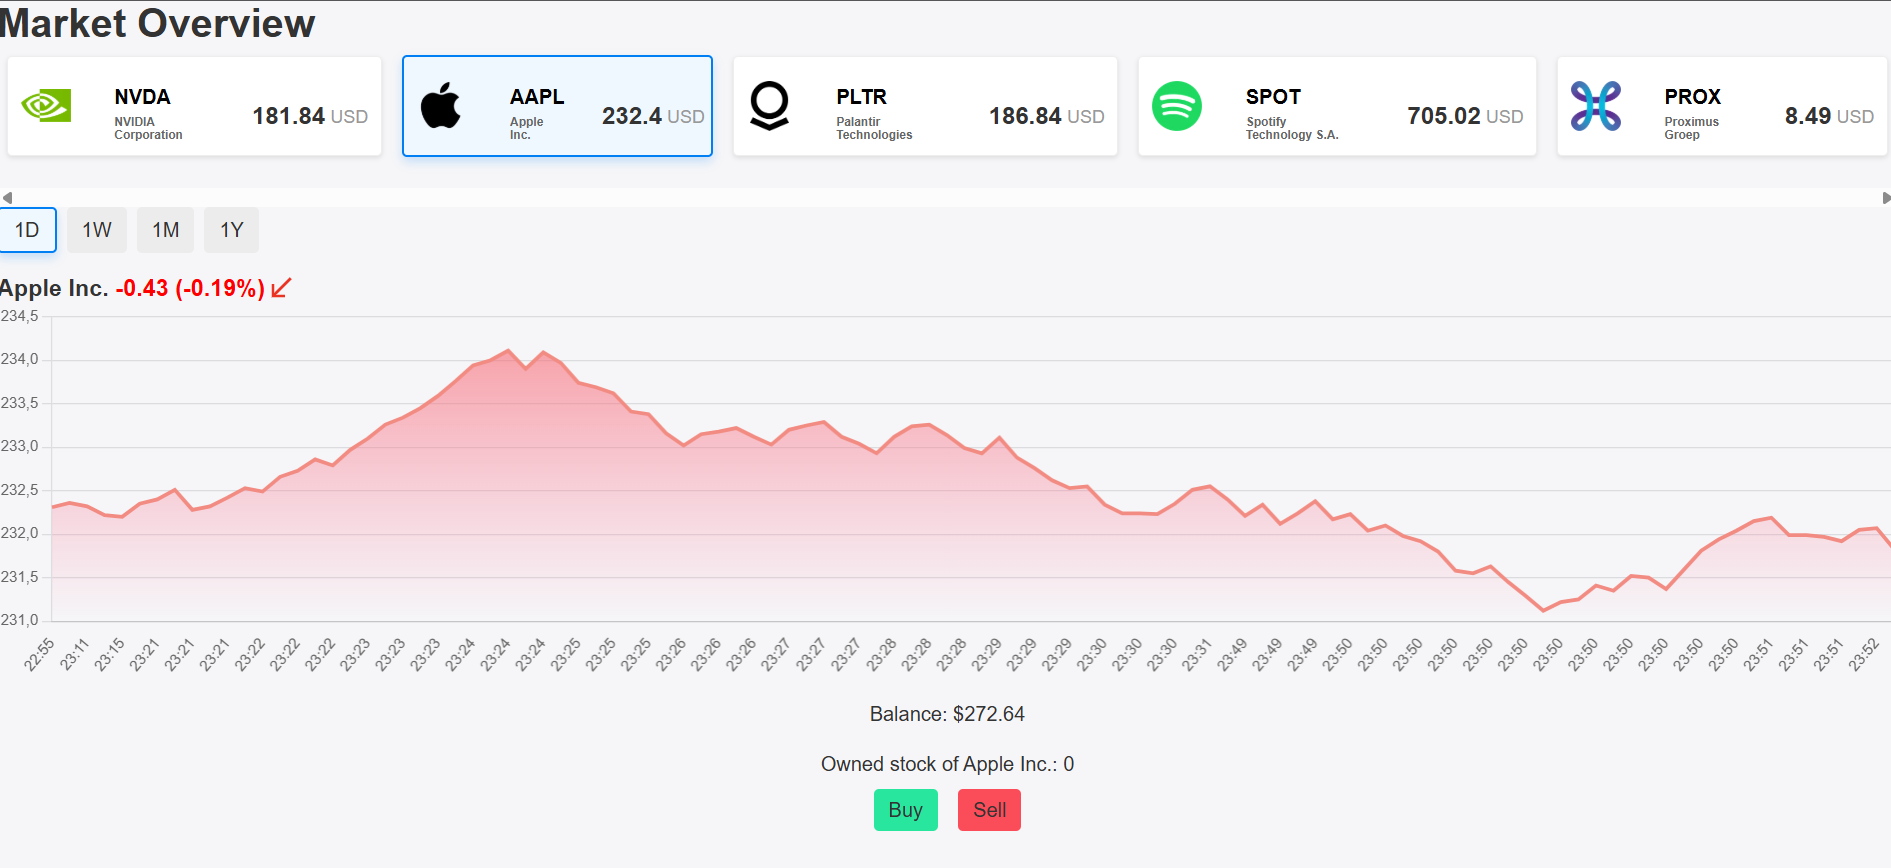 Market Overview
NVDA
NVIDIA
Corporation
181.84 USD
AAPL
Apple
Inc.
232.4 USD
PLTR
Palantir
Technologies
186.84 USD
SPOT
Spotify
Technology S.A.
705.02 USD
PROX
Proximus
Groep
8.49 USD
1D 1W 1M 1Y
Apple Inc. -0.43 (-0.19%)
234,5
234,0
233,5
233,0
232,5
232,0
231,5
231,0
22:55 23:11 23:15 23:21 23:21 23:21 23:22 23:22 23:22 23:23 23:23 23:23 23:24 23:24 23:24 23:25 23:25 23:25 23:26 23:26 23:26 23:27 23:27 23:27 23:28 23:28 23:28 23:29 23:29 23:29 23:30 23:30 23:30 23:31 23:49 23:49 23:49 23:50 23:50 23:50 23:50 23:50 23:50 23:50 23:50 23:50 23:50 23:50 23:50 23:51 23:51 23:51 23:52
Balance: $272.64
Owned stock of Apple Inc.: 0
Buy Sell